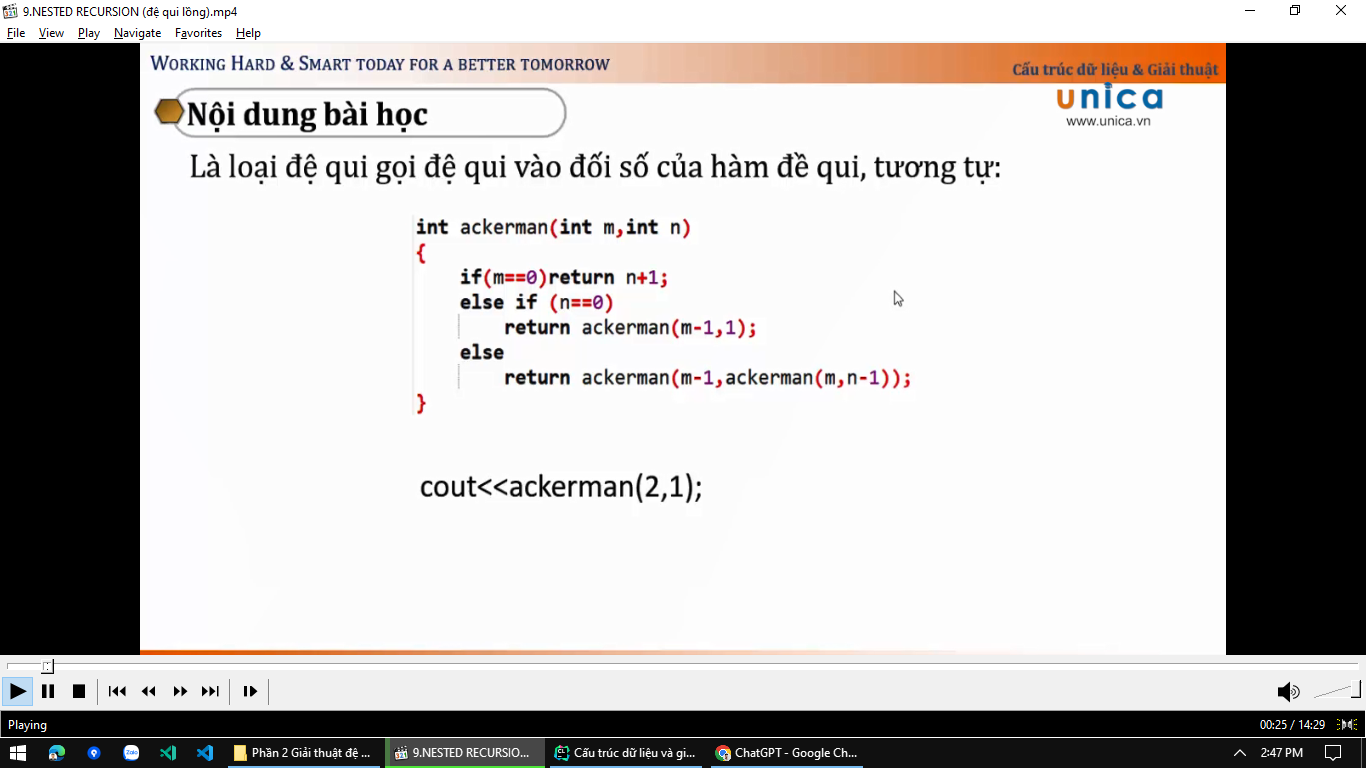 9.NESTED RECURSION (đệ qui lồng).mp4
File View Play Navigate Favorites Help
WORKING HARD & SMART TODAY FOR A BETTER TOMORROW
Cấu trúc dữ liệu & Giải thuật
unica
www.unica.vn
Nội dung bài học
Là loại đệ qui gọi đệ qui vào đối số của hàm đề qui, tương tự:
int ackerman(int m,int n)
{
if(m==0)return n+1;
else if (n==0)
return ackerman(m-1,1);
else
return ackerman(m-1,ackerman(m,n-1));
}
cout<<ackerman(2,1);
Playing
00:25 / 14:29
Zalo
Phần 2 Giải thuật đệ ...
321
9.NESTED RECURSIO...
CL
Cấu trúc dữ liệu và gi...
ChatGPT - Google Ch...
2:47 PM